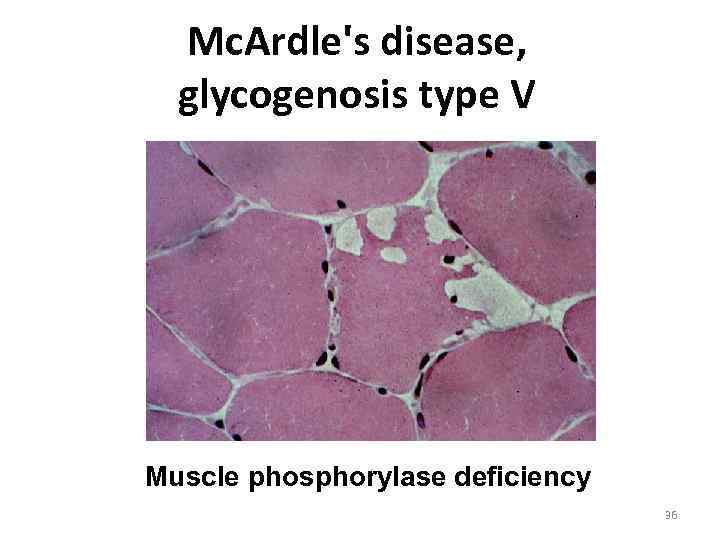 Mc.Ardle's disease,
glycogenosis type V
Muscle phosphorylase deficiency
36